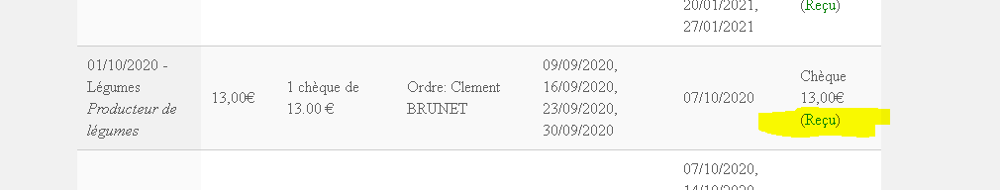 20/01/2021,
27/01/2021
(Reçu)
01/10/2020 -
Légumes
Producteur de
légumes
13,00€
1 chèque de
13.00 €
Ordre: Clement
BRUNET
09/09/2020,
16/09/2020,
23/09/2020,
30/09/2020
07/10/2020
Chèque
13,00€
(Reçu)
07/10/2020,
14/10/2020